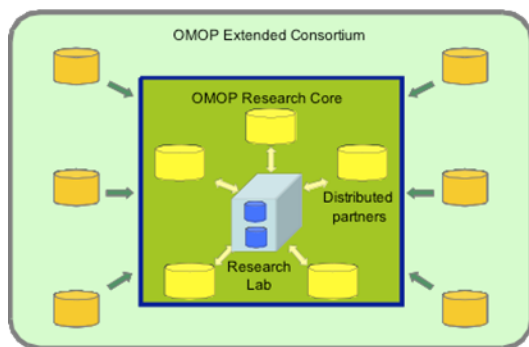 OMOP Extended Consortium
OMOP Research Core
Distributed
partners
Research
Lab